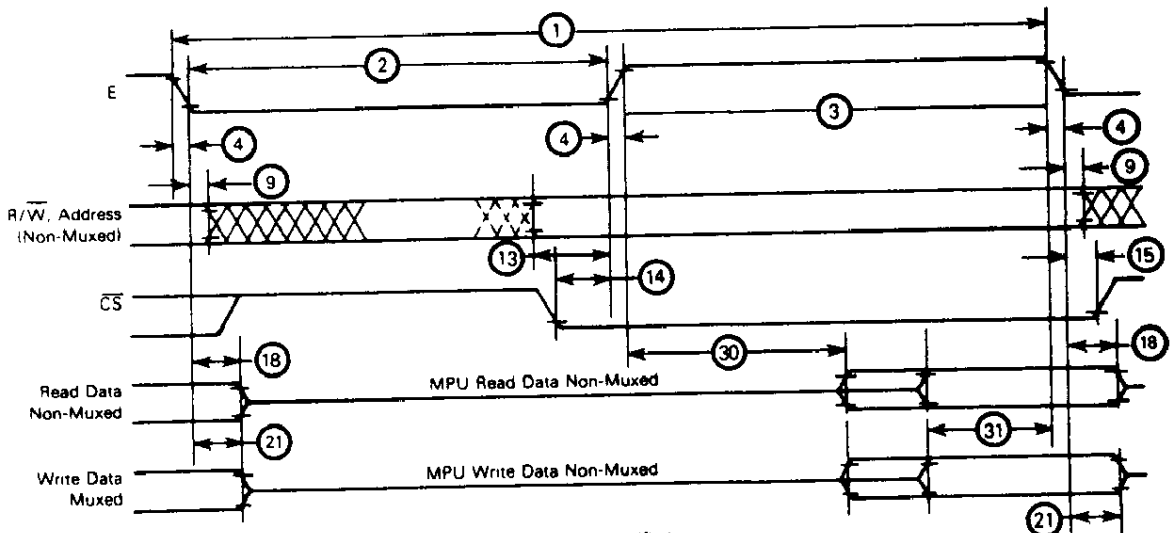 1
2
E
3
4
4
4
9
9
R/W̅, Address
(Non-Muxed)
13
14
15
C̅S̅
18
30
18
Read Data
Non-Muxed
MPU Read Data Non-Muxed
21
31
Write Data
Muxed
MPU Write Data Non-Muxed
21